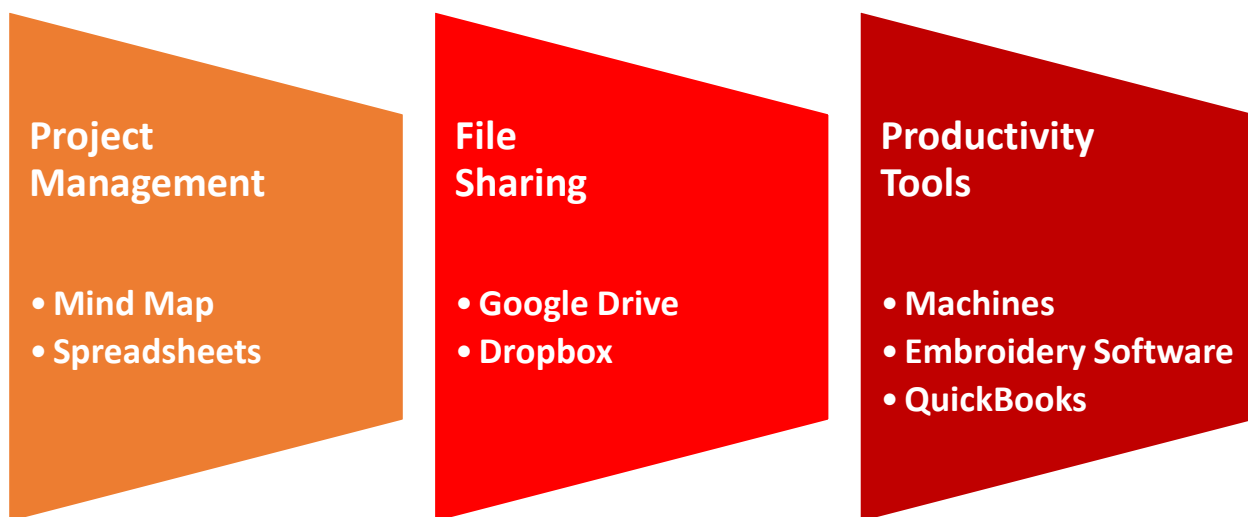 Project
Management
• Mind Map
• Spreadsheets
File
Sharing
• Google Drive
• Dropbox
Productivity
Tools
• Machines
• Embroidery Software
• QuickBooks